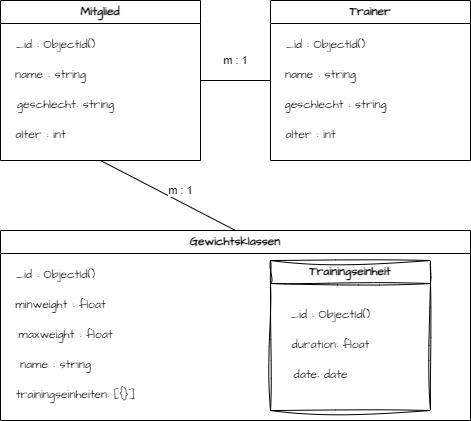 Mitglied
_id : ObjectId()
name : string
geschlecht: string
alter : int
m : 1
Trainer
_id : ObjectId()
name : string
geschlecht : string
alter : int
m : 1
Gewichtsklassen
_id : ObjectId()
minweight : float
maxweight : float
name : string
trainingseinheiten: [{}]
Trainingseinheit
_id : ObjectId()
duration: float
date: date